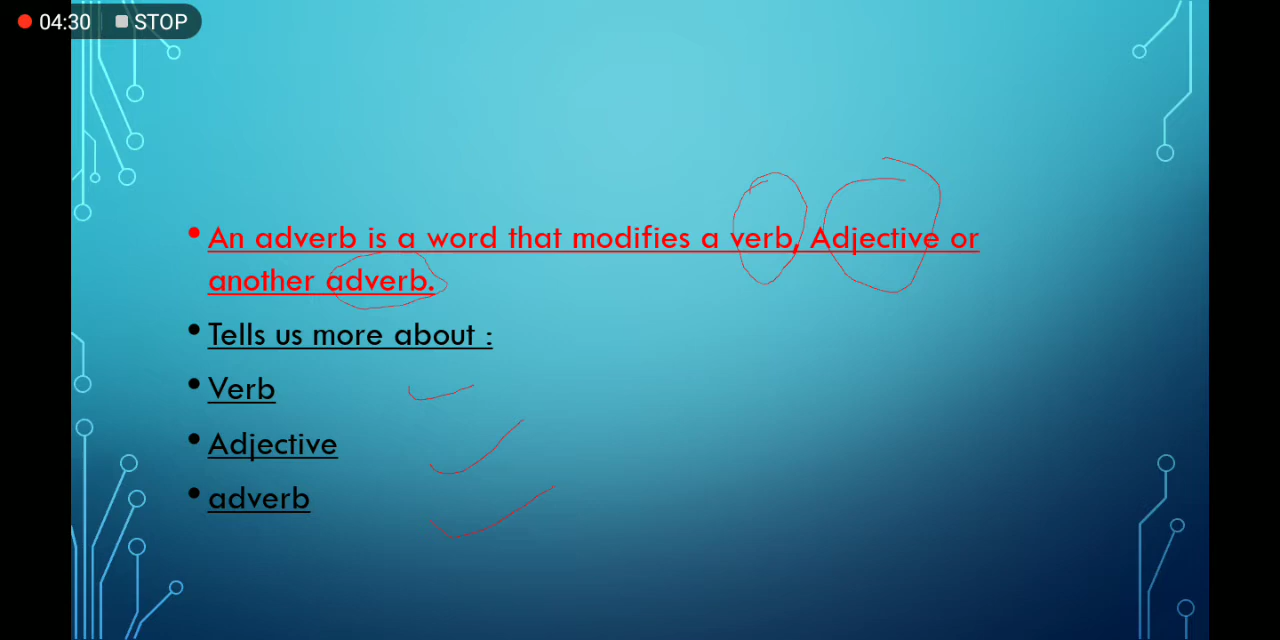 04:30 STOP
An adverb is a word that modifies a verb, Adjective or
another adverb.
Tells us more about :
Verb
Adjective
adverb